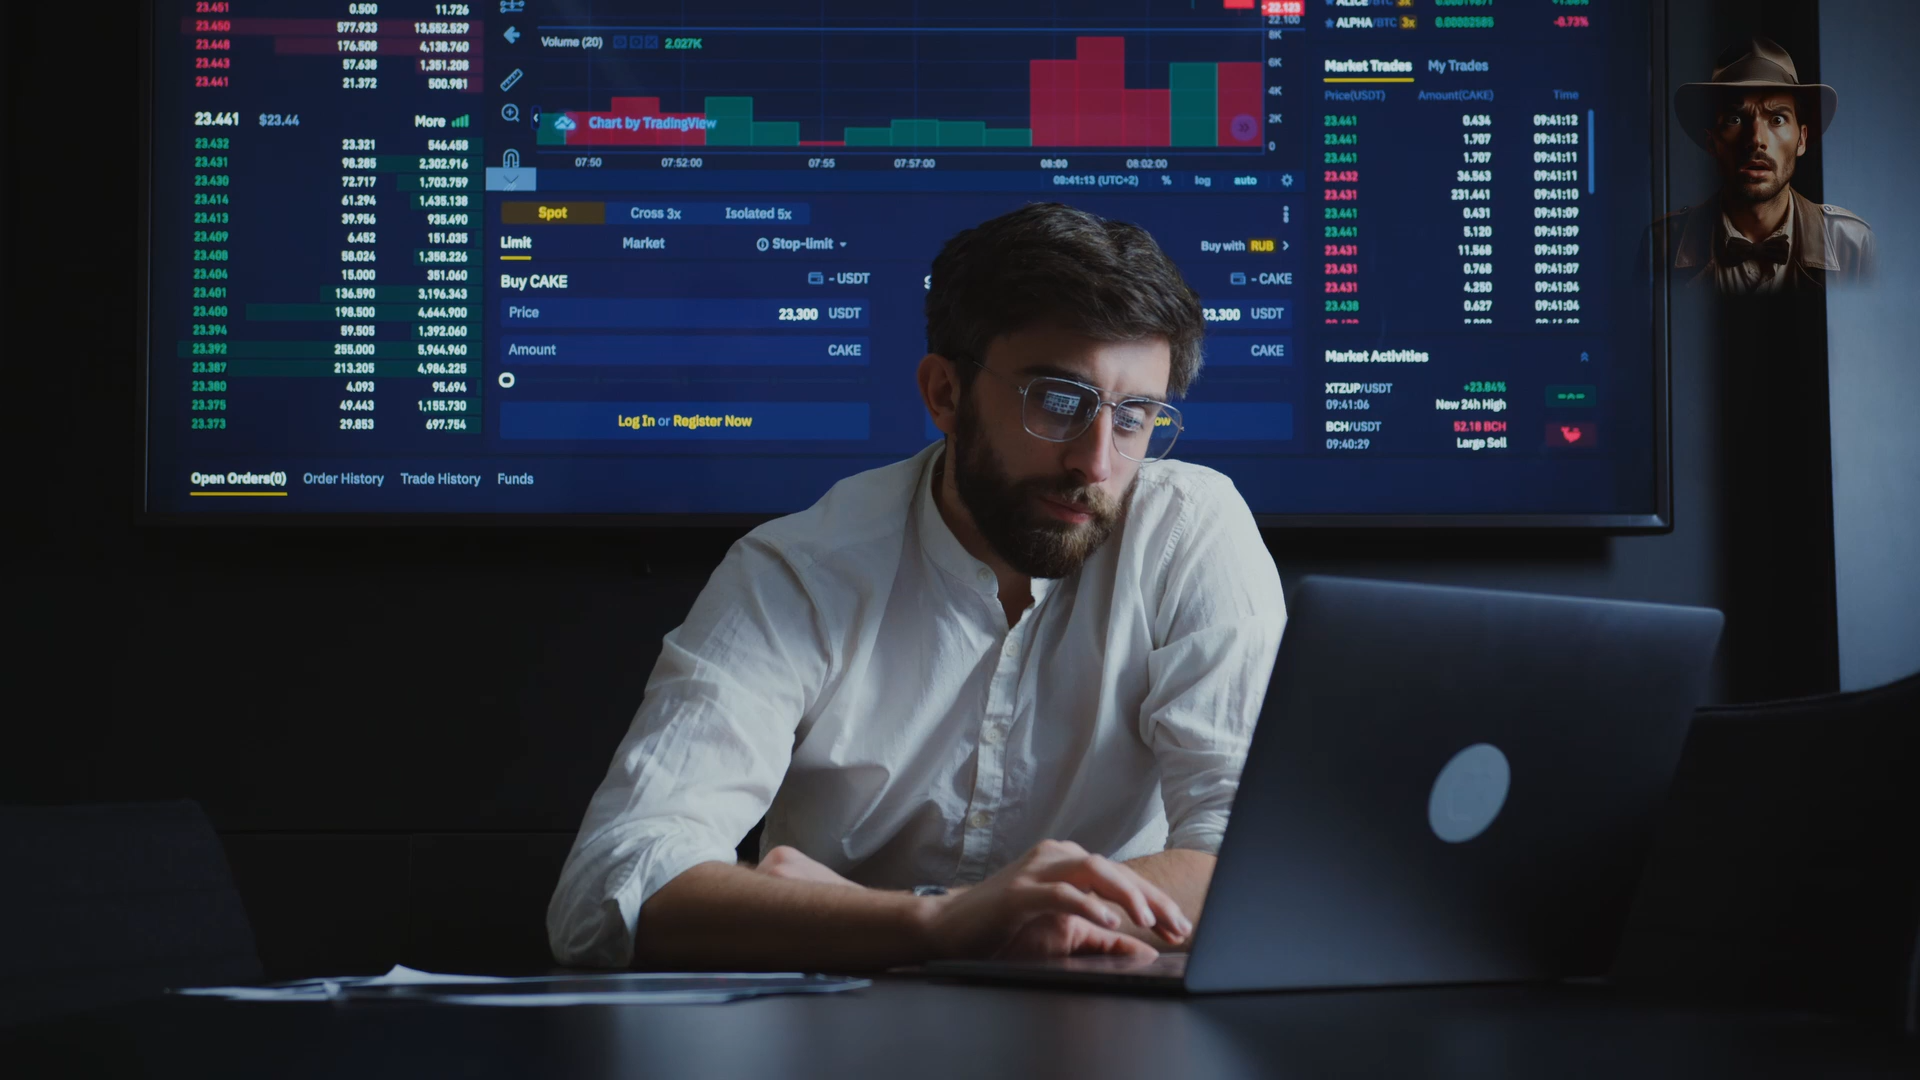 23.451 0.500 11.726
23.450 577.933 13,552.529
23.448 176.508 4,138.760
23.443 57.638 1,351.208
23.441 21.372 500.981
23.441 $23.44 More
23.432 23.321 546.458
23.431 98.285 2,302.916
23.430 72.717 1,703.759
23.414 61.294 1,435.138
23.413 39.956 935.490
23.409 6.452 151.035
23.408 58.024 1,358.226
23.404 15.000 351.060
23.401 136.590 3,196.343
23.400 198.500 4,644.900
23.394 59.505 1,392.060
23.392 255.000 5,964.960
23.387 213.205 4,986.225
23.380 4.093 95.694
23.375 49.443 1,155.730
23.373 29.853 697.754
Open Orders(0) Order History Trade History Funds
22.123
22.100
Volume (20) 2.027K
8K
6K
4K
2K
0
Chart by TradingView
07:50 07:52:00 07:55 07:57:00 08:00 08:02:00
09:41:13 (UTC+2) % log auto
Spot Cross 3x Isolated 5x
Limit Market Stop-limit
Buy with RUB
Buy CAKE - USDT
- CAKE
Price 23,300 USDT
23,300 USDT
Amount CAKE
CAKE
Log In or Register Now
ALICE/BTC 3x
ALPHA/BTC 3x 0.00002585 -0.73%
Market Trades My Trades
Price(USDT) Amount(CAKE) Time
23.441 0.434 09:41:12
23.441 1.707 09:41:12
23.441 1.707 09:41:11
23.432 36.563 09:41:11
23.431 231.441 09:41:10
23.441 0.431 09:41:09
23.441 5.120 09:41:09
23.431 11.568 09:41:09
23.431 0.768 09:41:07
23.431 4.250 09:41:04
23.438 0.627 09:41:04
Market Activities
XTZUP/USDT +23.84%
09:41:06 New 24h High
BCH/USDT 52.18 BCH
09:40:29 Large Sell